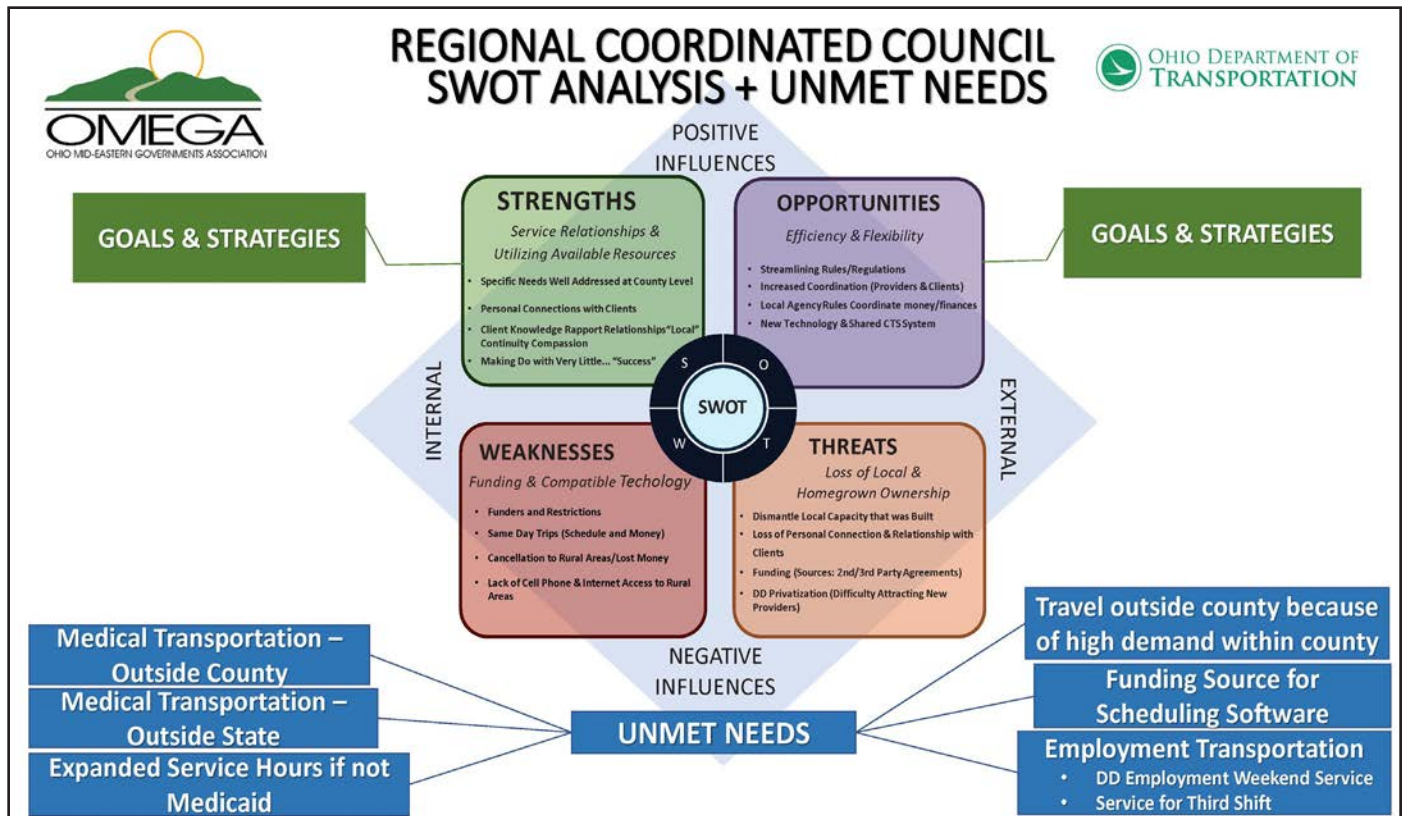 REGIONAL COORDINATED COUNCIL
SWOT ANALYSIS + UNMET NEEDS
OMEGA
OHIO MID-EASTERN GOVERNMENTS ASSOCIATION
OHIO DEPARTMENT OF
TRANSPORTATION
POSITIVE
INFLUENCES
GOALS & STRATEGIES
STRENGTHS
Service Relationships &
Utilizing Available Resources
• Specific Needs Well Addressed at County Level
• Personal Connections with Clients
• Client Knowledge Rapport Relationships"Local"
Continuity Compassion
• Making Do with Very Little... "Success"
OPPORTUNITIES
Efficiency & Flexibility
• Streamlining Rules/Regulations
• Increased Coordination (Providers & Clients)
• Local Agency Rules Coordinate money/finances
• New Technology & Shared CTS System
GOALS & STRATEGIES
INTERNAL
S
O
SWOT
W
T
EXTERNAL
WEAKNESSES
Funding & Compatible Techology
• Funders and Restrictions
• Same Day Trips (Schedule and Money)
• Cancellation to Rural Areas/Lost Money
• Lack of Cell Phone & Internet Access to Rural
Areas
THREATS
Loss of Local &
Homegrown Ownership
• Dismantle Local Capacity that was Built
• Loss of Personal Connection & Relationship with
Clients
• Funding (Sources: 2nd/3rd Party Agreements)
• DD Privatization (Difficulty Attracting New
Providers)
NEGATIVE
INFLUENCES
Medical Transportation –
Outside County
Medical Transportation –
Outside State
Expanded Service Hours if not
Medicaid
UNMET NEEDS
Travel outside county because
of high demand within county
Funding Source for
Scheduling Software
Employment Transportation
• DD Employment Weekend Service
• Service for Third Shift